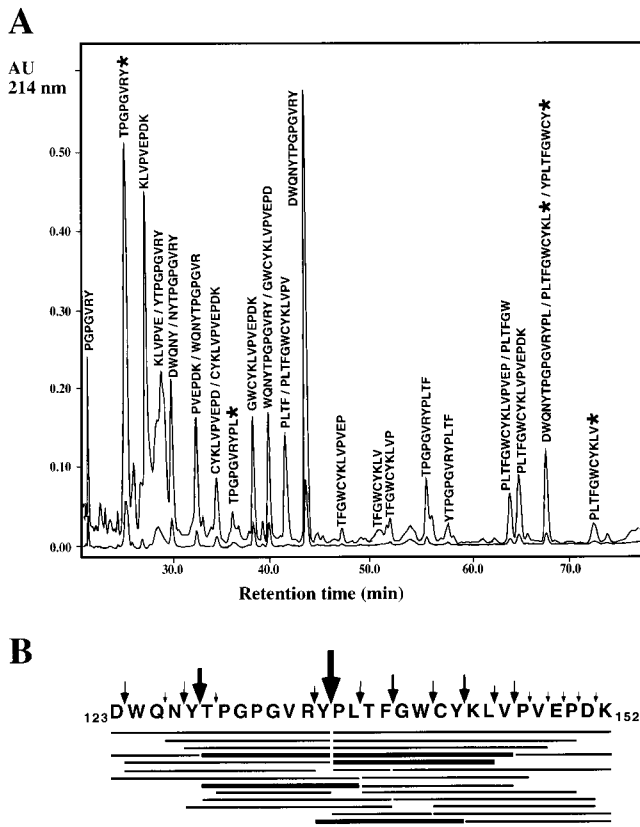 A
AU
214 nm
0.50
0.40
0.30
0.20
0.10
0.00
PGPGVRY
TPGPGVRY*
KLVPVEPDK
KLVPVE / YTPGPGVRY
DWQNY / NYTPGPGVRY
PVEPDK / WQNYTPGPGVR
CYKLVPVEPD / CYKLVPVEPDK
TPGPGVRYPL*
GWCYKLVPVEPDK
WQNYTPGPGVRY / GWCYKLVPVEPD
PLTF / PLTFGWCYKLVPV
DWQNYTPGPGVRY
TFGWCYKLVPVEP
TFGWCYKLV
TFGWCYKLVP
TPGPGVRYPLTF
YTPGPGVRYPLTF
PLTFGWCYKLVPVEP / PLTFGW
PLTFGWCYKLVPVEPDK
DWQNYTPGPGVRYPL / PLTFGWCYKL* / YPLTFGWCY*
PLTFGWCYKLV*
30.0 40.0 50.0 60.0 70.0
Retention time (min)
B
123DWQNYTPGPGVRYPLTFGWCYKLVPVEPDK152